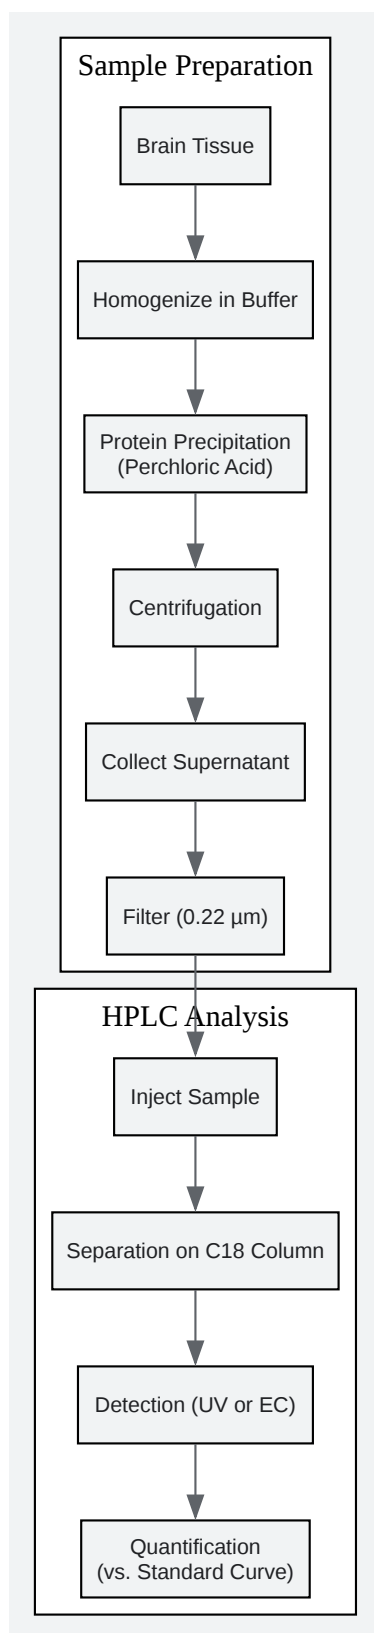 Sample Preparation
Brain Tissue
Homogenize in Buffer
Protein Precipitation
(Perchloric Acid)
Centrifugation
Collect Supernatant
Filter (0.22 µm)
HPLC Analysis
Inject Sample
Separation on C18 Column
Detection (UV or EC)
Quantification
(vs. Standard Curve)